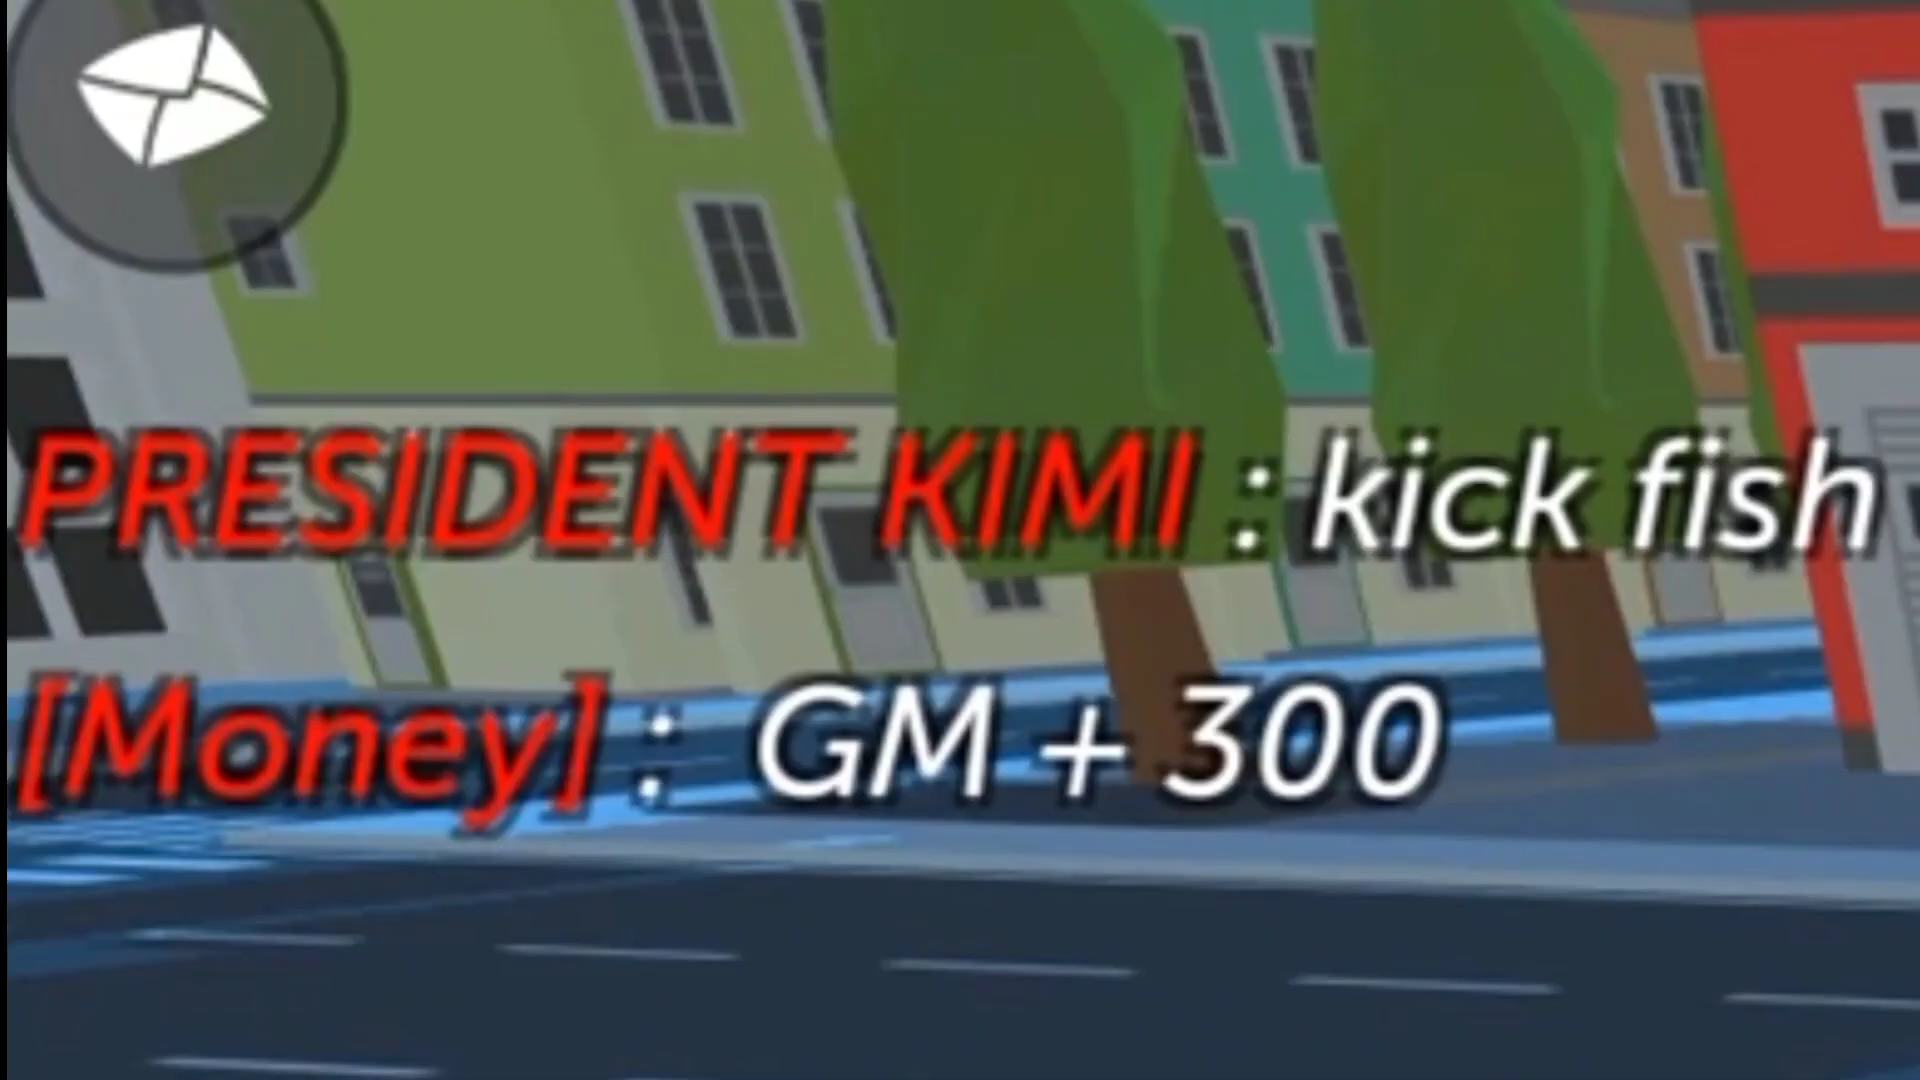 PRESIDENT KIMI : kick fish
[Money] : GM + 300